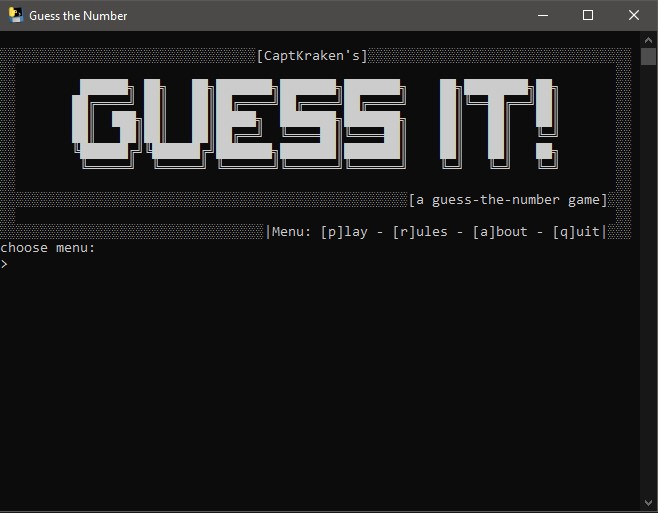 Guess the Number
[CaptKraken's]
GUESS IT!
[a guess-the-number game]
|Menu: [p]lay - [r]ules - [a]bout - [q]uit|
choose menu:
>